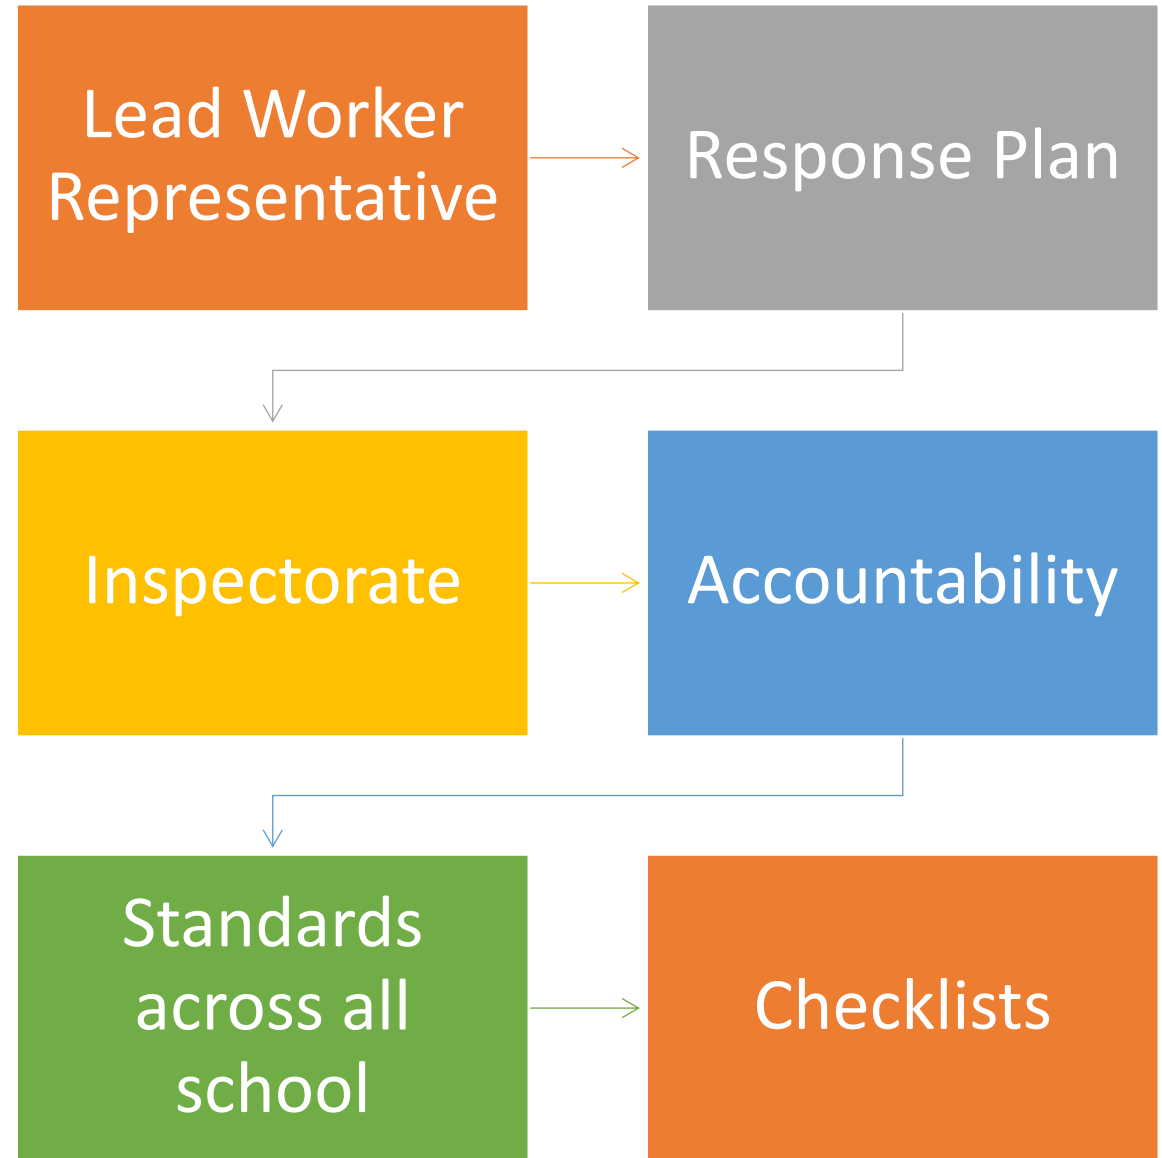 Lead Worker
Representative
Response Plan
Inspectorate
Accountability
Standards
across all
school
Checklists